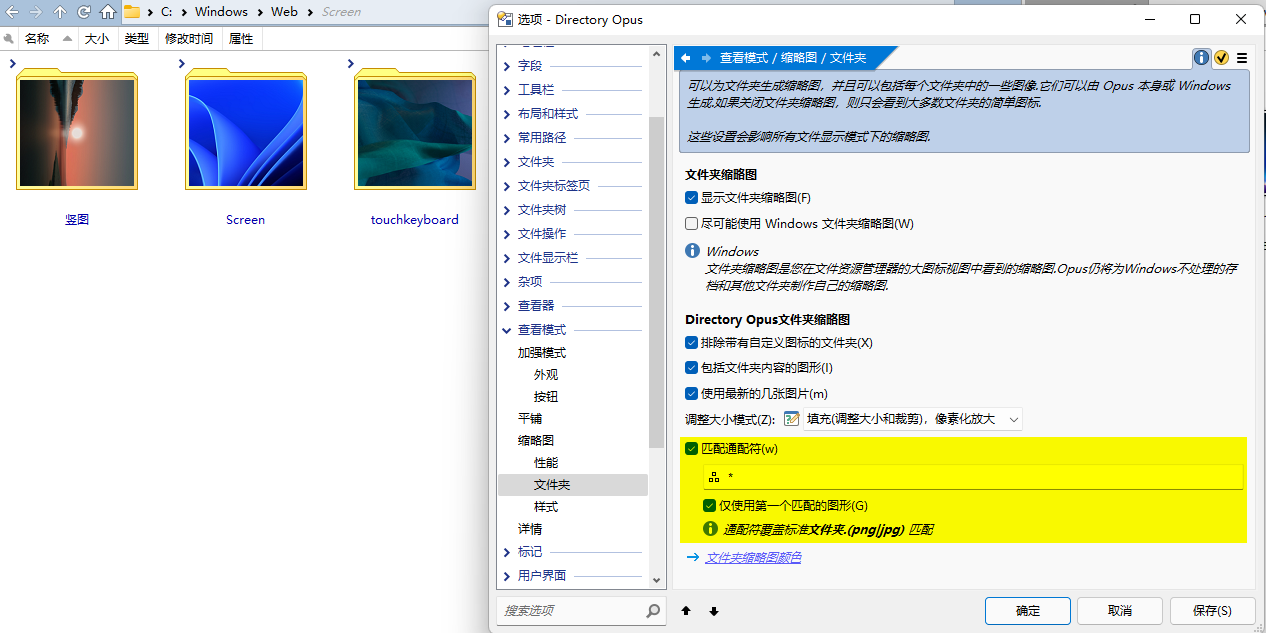 C: Windows Web Screen
名称 大小 类型 修改时间 属性
竖图
Screen
touchkeyboard
选项 - Directory Opus
字段
工具栏
布局和样式
常用路径
文件夹
文件夹标签页
文件夹树
文件操作
文件显示栏
杂项
查看器
查看模式
加强模式
外观
按钮
平铺
缩略图
性能
文件夹
样式
详情
标记
用户界面
搜索选项
查看模式 / 缩略图 / 文件夹
可以为文件夹生成缩略图，并且可以包括每个文件夹中的一些图像.它们可以由 Opus 本身或 Windows
生成.如果关闭文件夹缩略图，则只会看到大多数文件夹的简单图标.
这些设置会影响所有文件显示模式下的缩略图.
文件夹缩略图
显示文件夹缩略图(F)
尽可能使用 Windows 文件夹缩略图(W)
Windows
文件夹缩略图是您在文件资源管理器的大图标视图中看到的缩略图.Opus仍将为Windows不处理的存
档和其他文件夹制作自己的缩略图.
Directory Opus文件夹缩略图
排除带有自定义图标的文件夹(X)
包括文件夹内容的图形(I)
使用最新的几张图片(m)
调整大小模式(Z): 填充(调整大小和裁剪)，像素化放大
匹配通配符(w)
*
仅使用第一个匹配的图形(G)
通配符覆盖标准文件夹.(png|jpg) 匹配
文件夹缩略图颜色
确定 取消 保存(S)